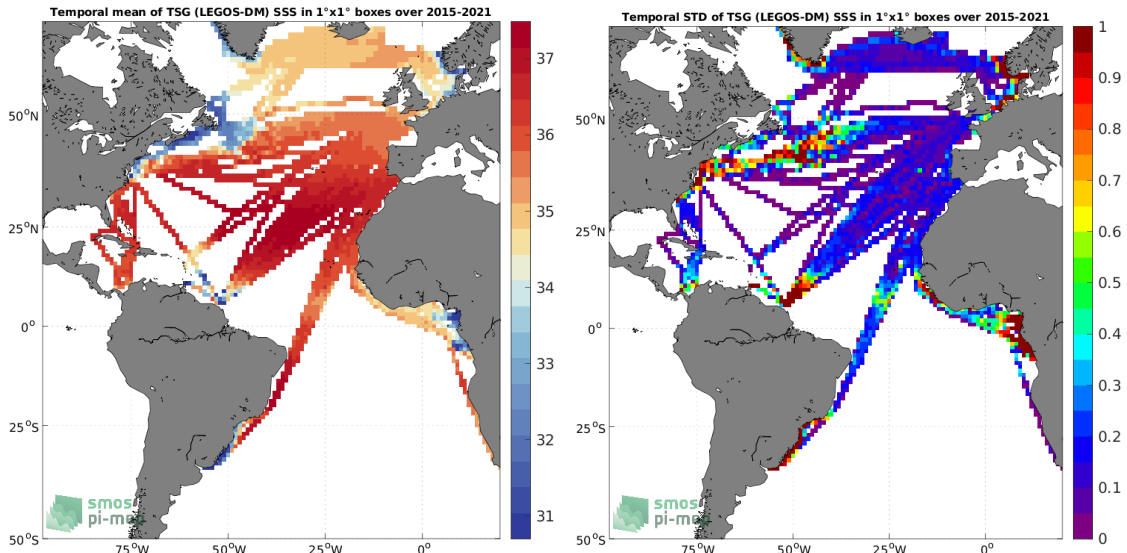 Temporal mean of TSG (LEGOS-DM) SSS in 1°x1° boxes over 2015-2021
37
36
35
34
33
32
31
50°N
25°N
0°
25°S
50°S
75°W
50°W
25°W
0°
smos
pi-mep
Temporal STD of TSG (LEGOS-DM) SSS in 1°x1° boxes over 2015-2021
1
0.9
0.8
0.7
0.6
0.5
0.4
0.3
0.2
0.1
0
50°N
25°N
0°
25°S
50°S
75°W
50°W
25°W
0°
smos
pi-mep